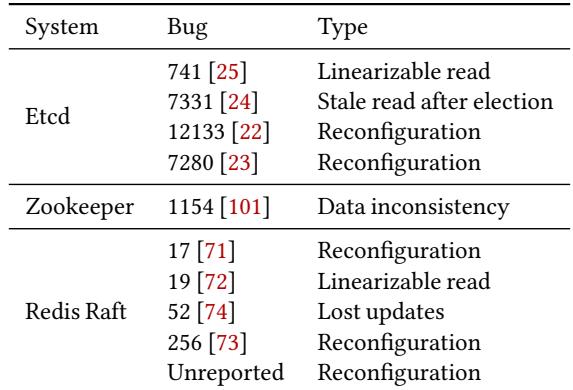 System Bug Type
Etcd
741 [25] Linearizable read
7331 [24] Stale read after election
12133 [22] Reconfiguration
7280 [23] Reconfiguration
Zookeeper 1154 [101] Data inconsistency
Redis Raft
17 [71] Reconfiguration
19 [72] Linearizable read
52 [74] Lost updates
256 [73] Reconfiguration
Unreported Reconfiguration